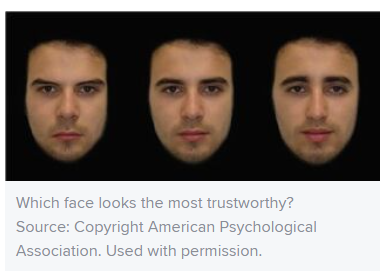 Which face looks the most trustworthy?
Source: Copyright American Psychological
Association. Used with permission.